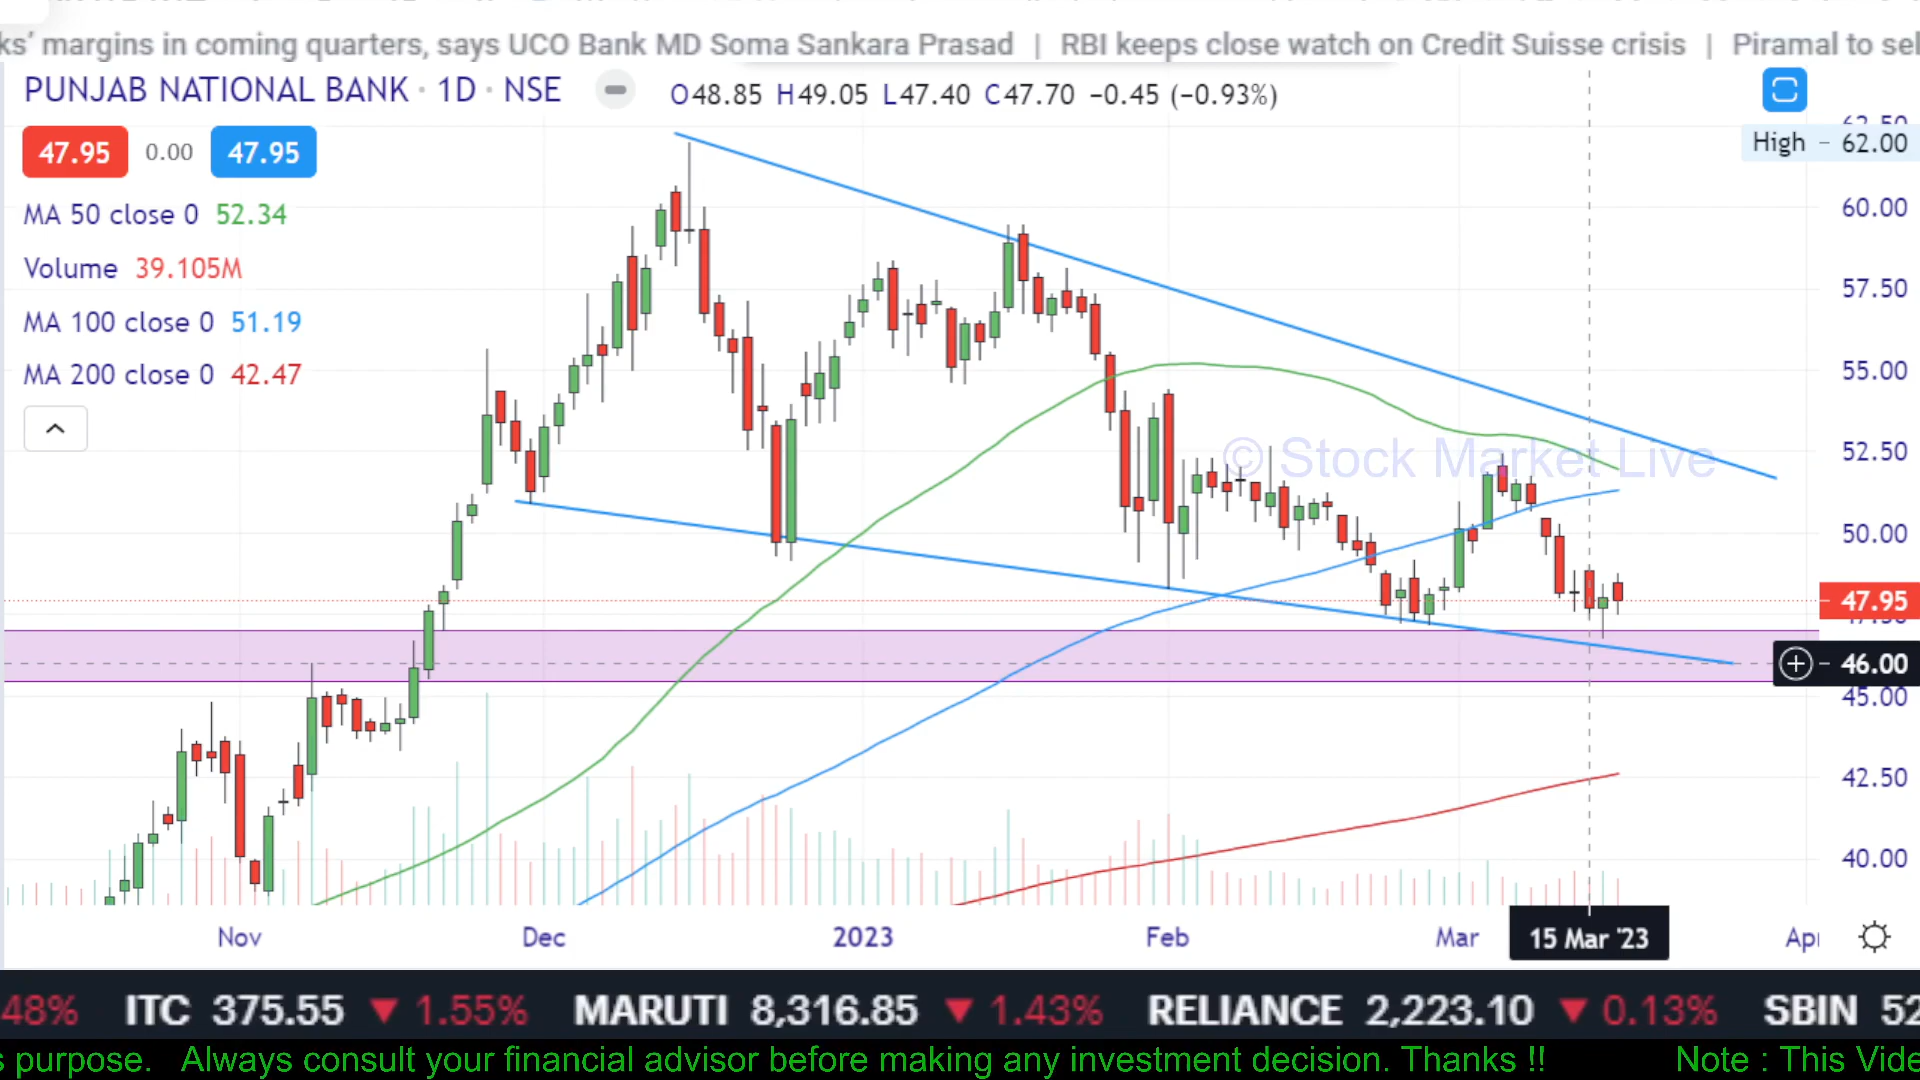 ks' margins in coming quarters, says UCO Bank MD Soma Sankara Prasad | RBI keeps close watch on Credit Suisse crisis | Piramal to sel
PUNJAB NATIONAL BANK · 1D · NSE O48.85 H49.05 L47.40 C47.70 −0.45 (−0.93%)
47.95 0.00 47.95
MA 50 close 0 52.34
Volume 39.105M
MA 100 close 0 51.19
MA 200 close 0 42.47
62.50
High 62.00
60.00
57.50
55.00
52.50
50.00
47.95
47.50
46.00
45.00
42.50
40.00
© Stock Market Live
Nov Dec 2023 Feb Mar 15 Mar '23 Apr
48% ITC 375.55 ▼ 1.55% MARUTI 8,316.85 ▼ 1.43% RELIANCE 2,223.10 ▼ 0.13% SBIN 52
s purpose. Always consult your financial advisor before making any investment decision. Thanks !! Note : This Vide